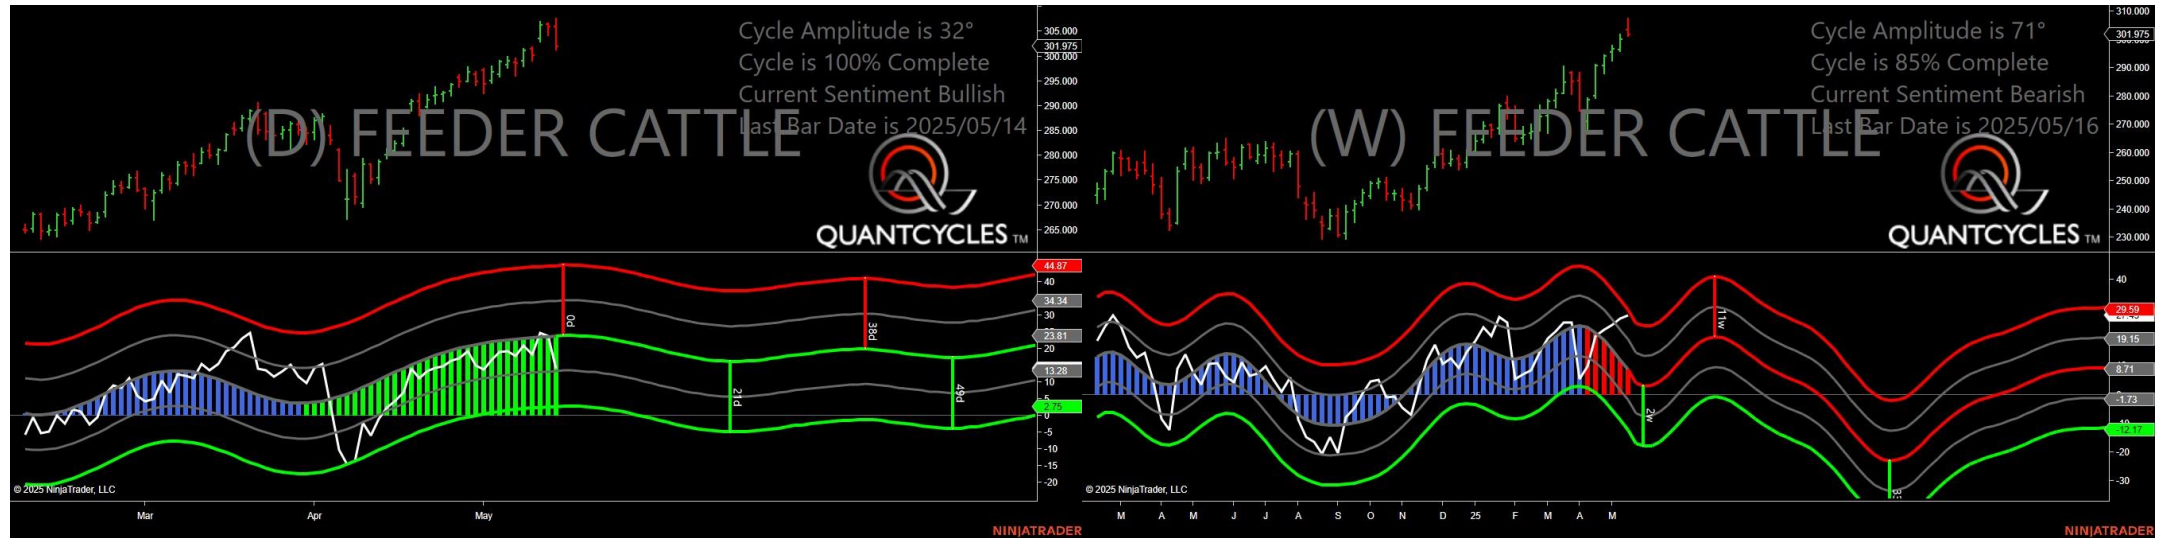 Cycle Amplitude is 32°
Cycle is 100% Complete
Current Sentiment Bullish
Last Bar Date is 2025/05/14
(D) FEEDER CATTLE
QUANTCYCLES TM
305.000
301.975
300.000
295.000
290.000
285.000
280.000
275.000
270.000
265.000
44.87
40
34.34
30
23.81
20
13.28
10
5
2.75
0
-5
-10
-15
-20
0d
21d
38d
49d
© 2025 NinjaTrader, LLC
Mar Apr May
NINJATRADER
Cycle Amplitude is 71°
Cycle is 85% Complete
Current Sentiment Bearish
Last Bar Date is 2025/05/16
(W) FEEDER CATTLE
QUANTCYCLES TM
310.000
301.975
290.000
280.000
270.000
260.000
250.000
240.000
230.000
40
29.59
19.15
8.71
-1.73
-12.17
-20
-30
2w
11w
© 2025 NinjaTrader, LLC
M A M J J A S O N D 25 F M A M
NINJATRADER